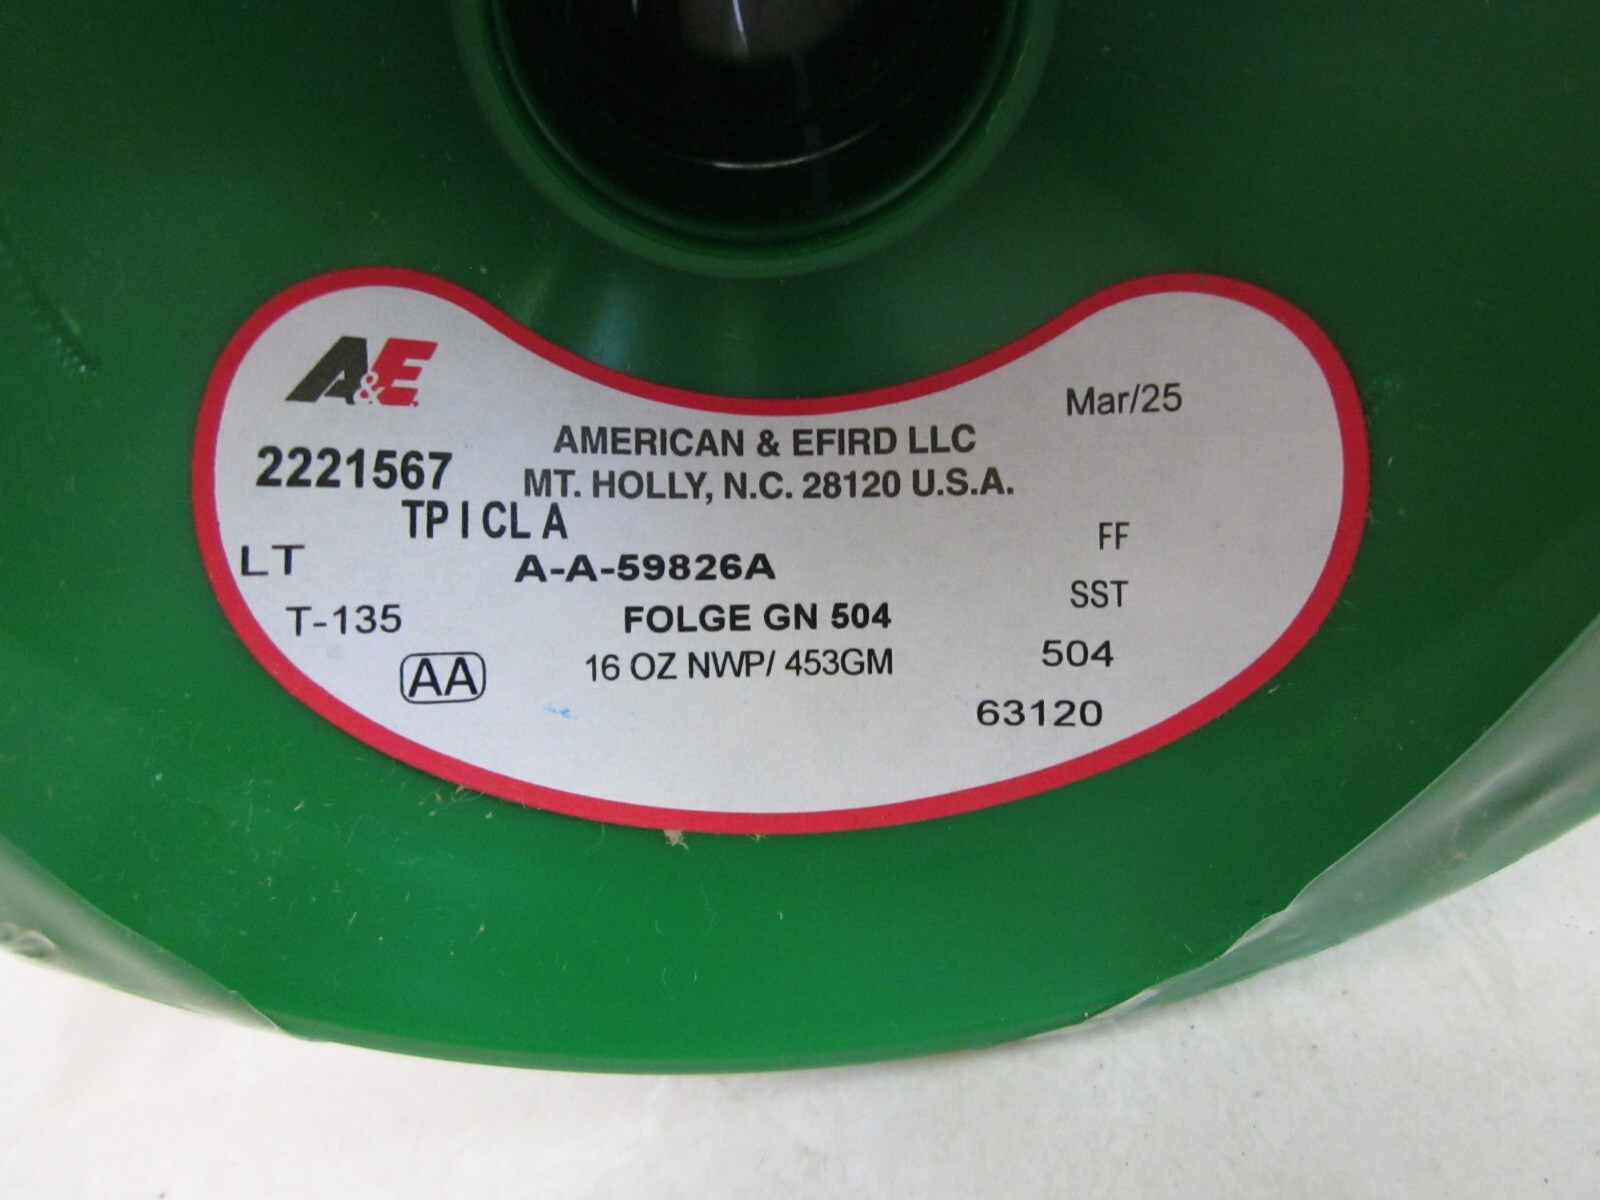 A&E
Mar/25
AMERICAN & EFIRD LLC
2221567 MT. HOLLY, N.C. 28120 U.S.A.
TP I CL A
FF
LT A-A-59826A
SST
T-135 FOLGE GN 504
504
AA 16 OZ NWP/ 453GM
63120